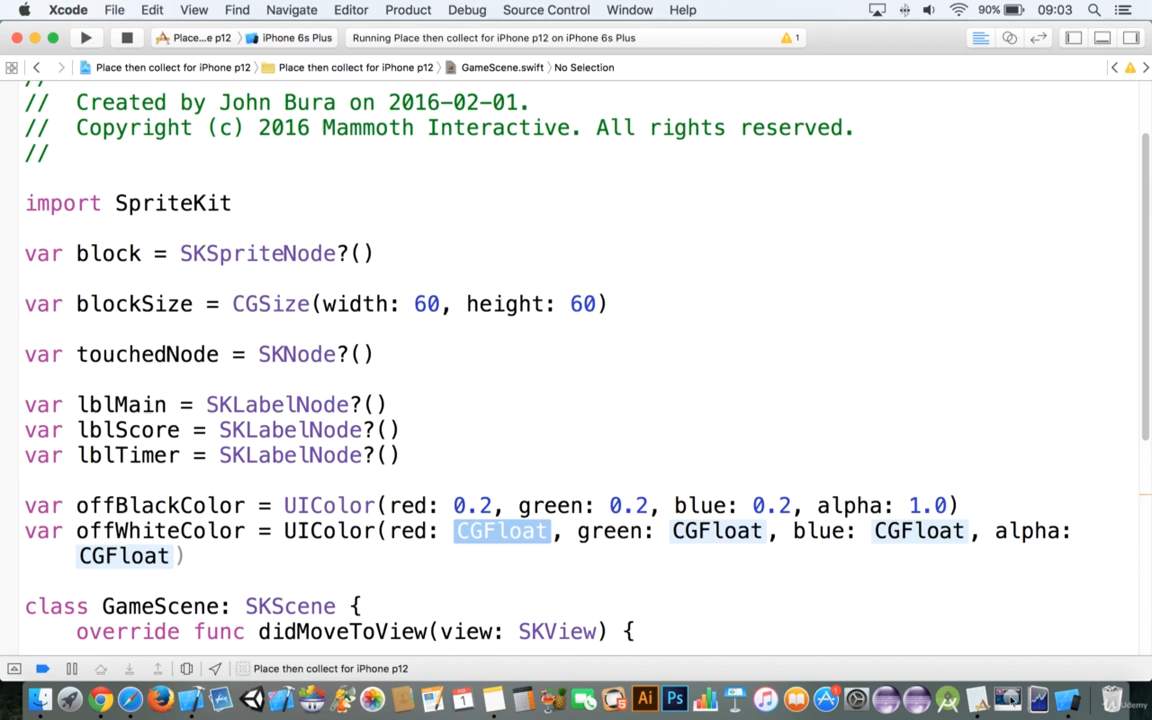 Xcode File Edit View Find Navigate Editor Product Debug Source Control Window Help 90% 09:03
Place...e p12 iPhone 6s Plus Running Place then collect for iPhone p12 on iPhone 6s Plus 1
Place then collect for iPhone p12 Place then collect for iPhone p12 GameScene.swift No Selection
//
// Created by John Bura on 2016-02-01.
// Copyright (c) 2016 Mammoth Interactive. All rights reserved.
//
import SpriteKit
var block = SKSpriteNode?()
var blockSize = CGSize(width: 60, height: 60)
var touchedNode = SKNode?()
var lblMain = SKLabelNode?()
var lblScore = SKLabelNode?()
var lblTimer = SKLabelNode?()
var offBlackColor = UIColor(red: 0.2, green: 0.2, blue: 0.2, alpha: 1.0)
var offWhiteColor = UIColor(red: CGFloat, green: CGFloat, blue: CGFloat, alpha:
CGFloat)
class GameScene: SKScene {
override func didMoveToView(view: SKView) {
Place then collect for iPhone p12
Ai Ps
Udemy